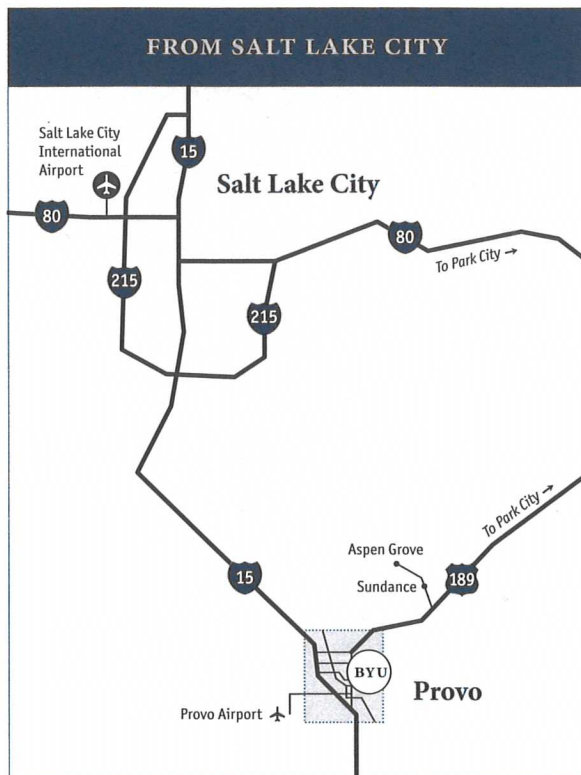 FROM SALT LAKE CITY
Salt Lake City
International
Airport
15
Salt Lake City
80
80
To Park City →
215
215
To Park City →
Aspen Grove
189
15
Sundance
BYU
Provo
Provo Airport